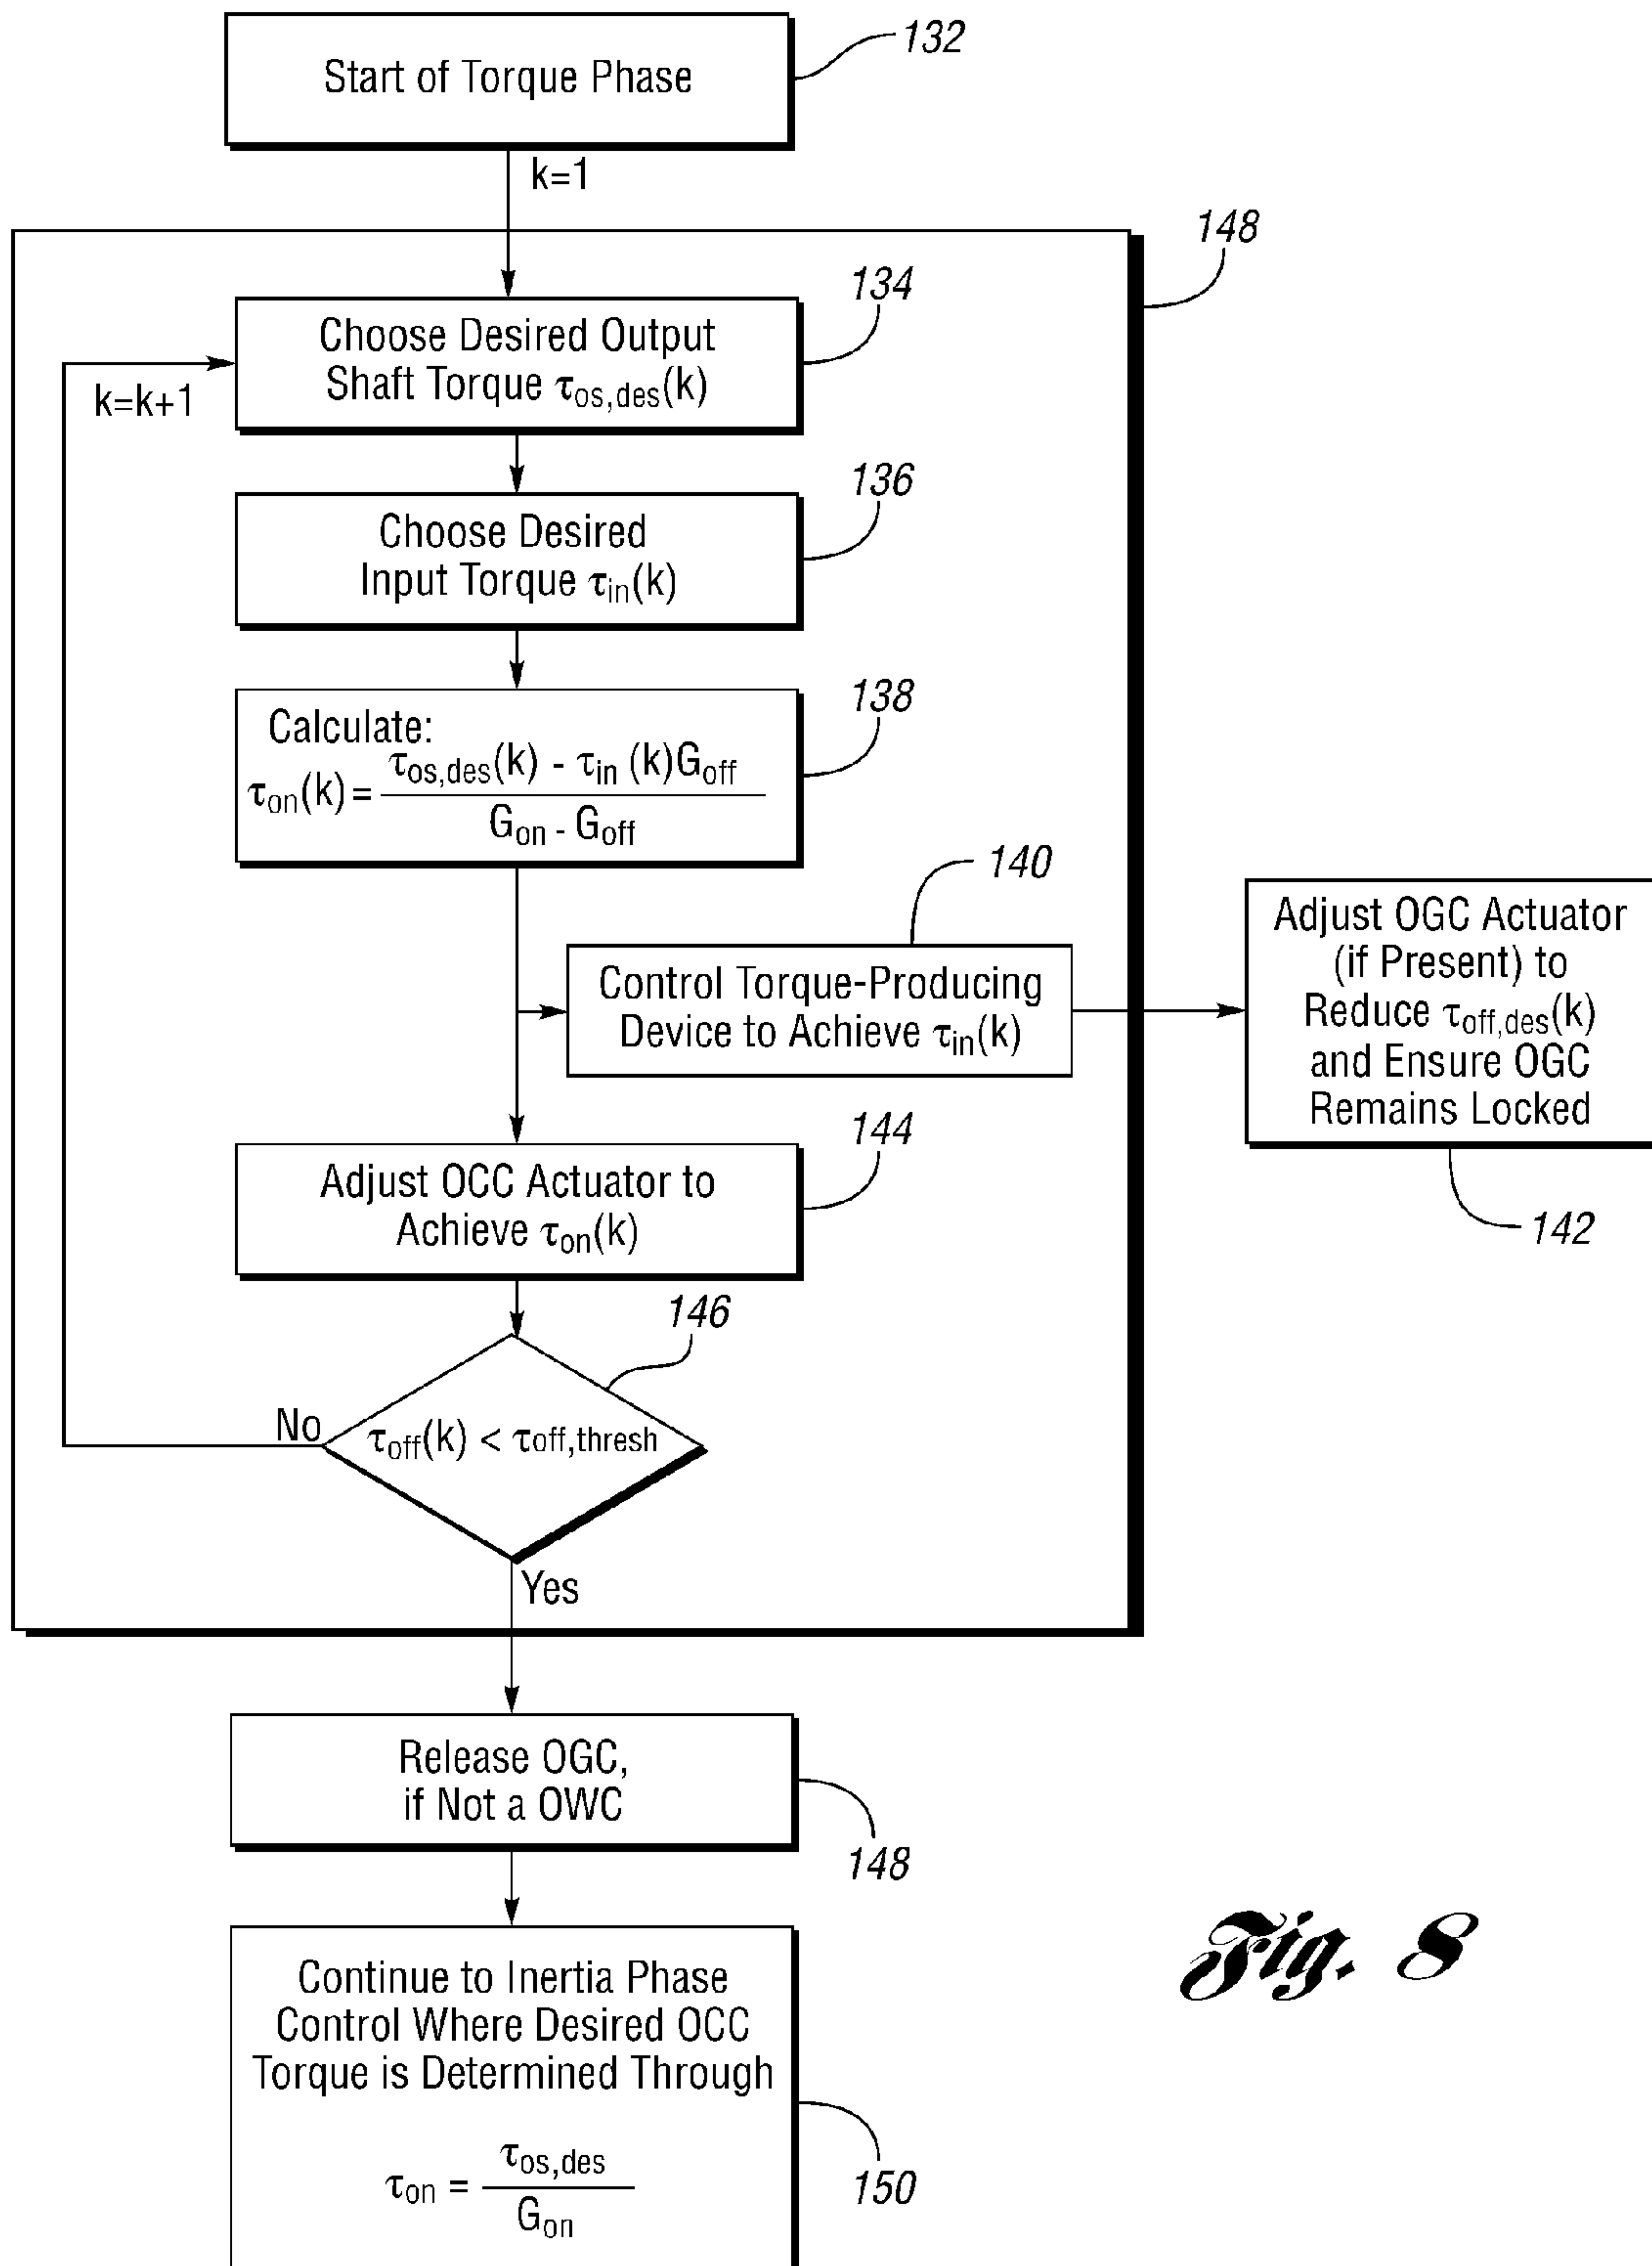 Start of Torque Phase
132
k=1
148
134
Choose Desired Output
Shaft Torque τos,des(k)
k=k+1
136
Choose Desired
Input Torque τin(k)
138
Calculate:
τon(k) = τos,des(k) - τin (k)Goff
Gon - Goff
140
Control Torque-Producing
Device to Achieve τin(k)
Adjust OGC Actuator
(if Present) to
Reduce τoff,des(k)
and Ensure OGC
Remains Locked
142
144
Adjust OCC Actuator to
Achieve τon(k)
146
No
τoff(k) < τoff,thresh
Yes
Release OGC,
if Not a OWC
148
Continue to Inertia Phase
Control Where Desired OCC
Torque is Determined Through
τon = τos,des
Gon
150
Fig. 8